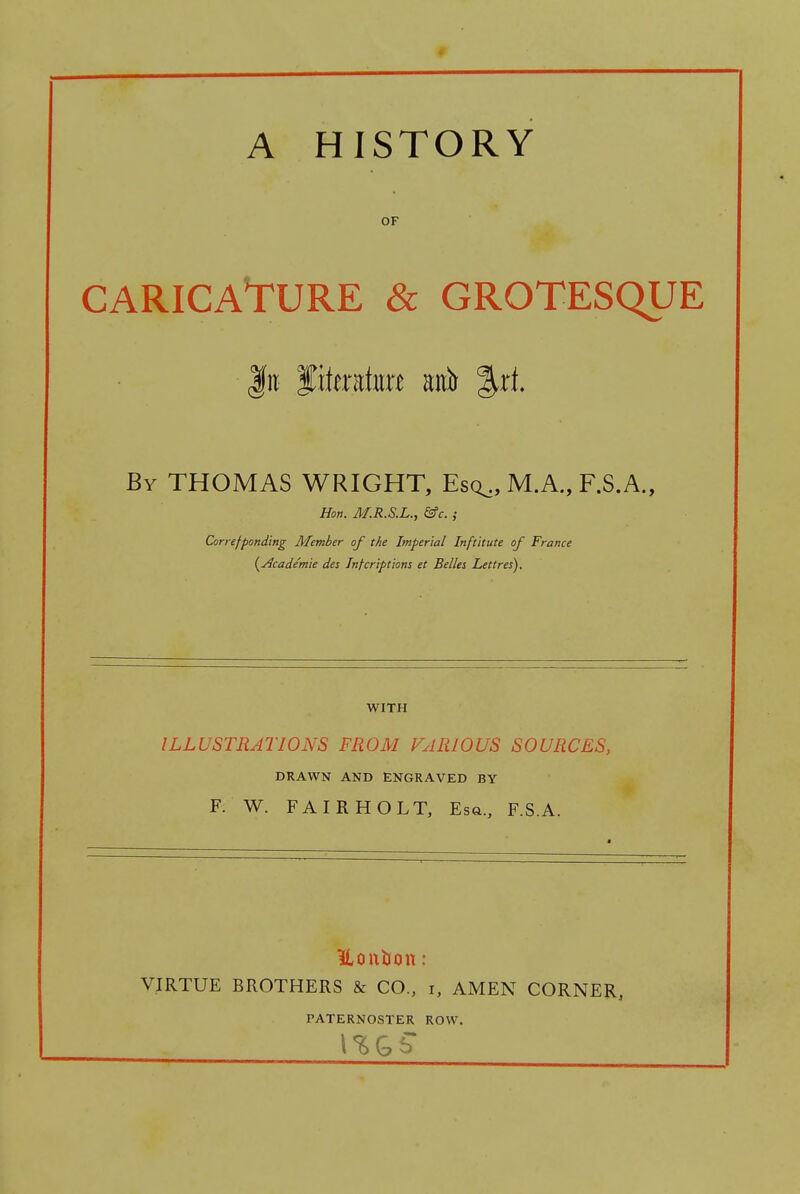 A HISTORY
OF
CARICATURE & GROTESQUE
In Literature and Art.
By THOMAS WRIGHT, Esq., M.A., F.S.A.,
Hon. M.R.S.L., &c. ;
Correſponding Member of the Imperial Inſtitute of France
(Académie des Inſcriptions et Belles Lettres).
WITH
ILLUSTRATIONS FROM VARIOUS SOURCES,
DRAWN AND ENGRAVED BY
F. W. FAIRHOLT, Esq., F.S.A.
London:
VIRTUE BROTHERS & CO., 1, AMEN CORNER,
PATERNOSTER ROW.
1865